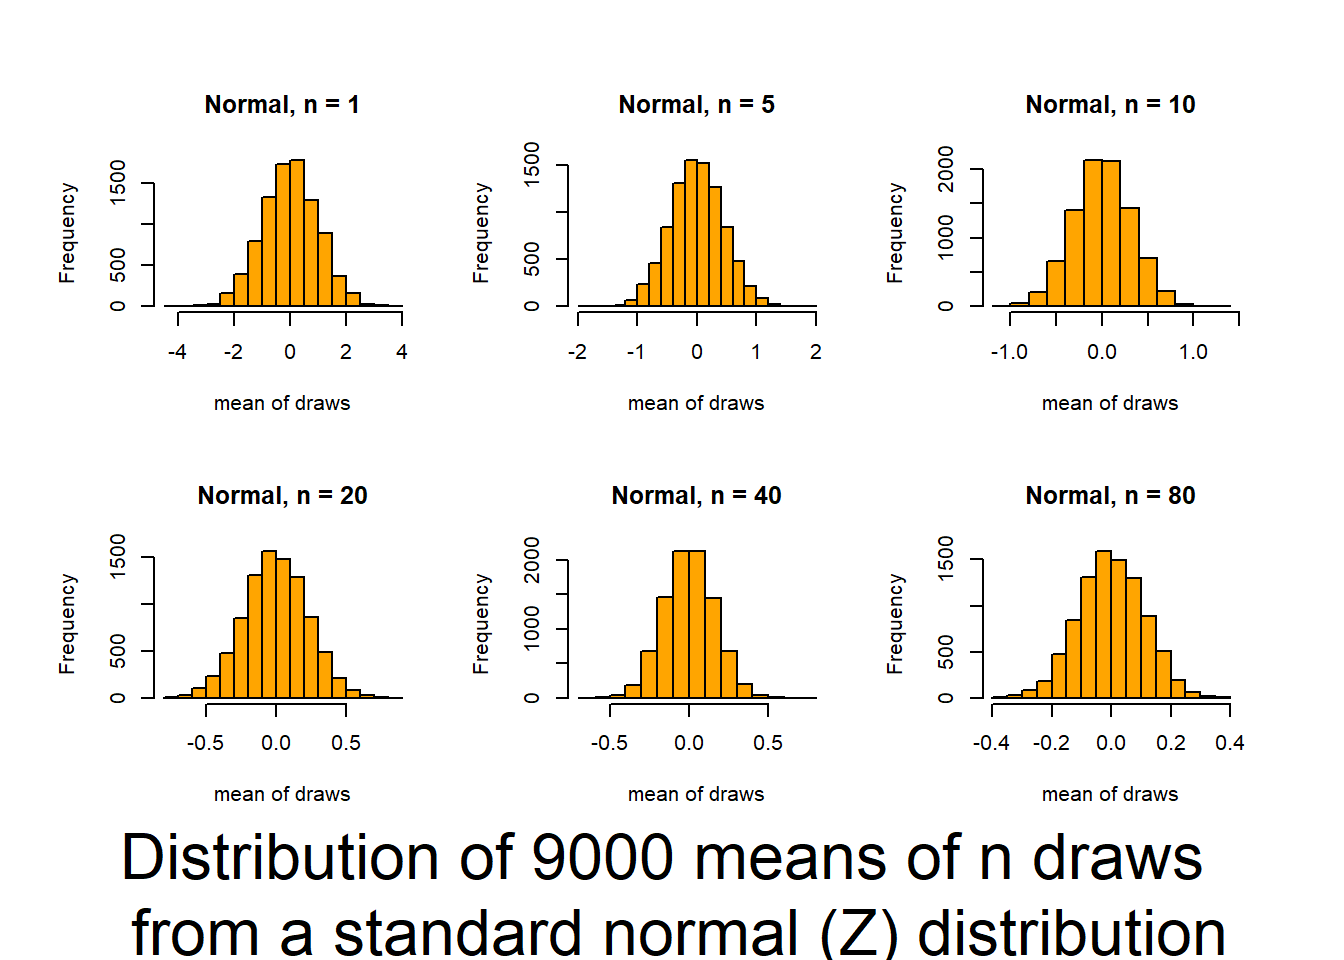 Normal, n = 1
Frequency
0
500
1500
-4 -2 0 2 4
mean of draws
Normal, n = 5
Frequency
0
500
1500
-2 -1 0 1 2
mean of draws
Normal, n = 10
Frequency
0
1000
2000
-1.0 0.0 1.0
mean of draws
Normal, n = 20
Frequency
0
500
1500
-0.5 0.0 0.5
mean of draws
Normal, n = 40
Frequency
0
1000
2000
-0.5 0.0 0.5
mean of draws
Normal, n = 80
Frequency
0
500
1500
-0.4 -0.2 0.0 0.2 0.4
mean of draws
Distribution of 9000 means of n draws
from a standard normal (Z) distribution